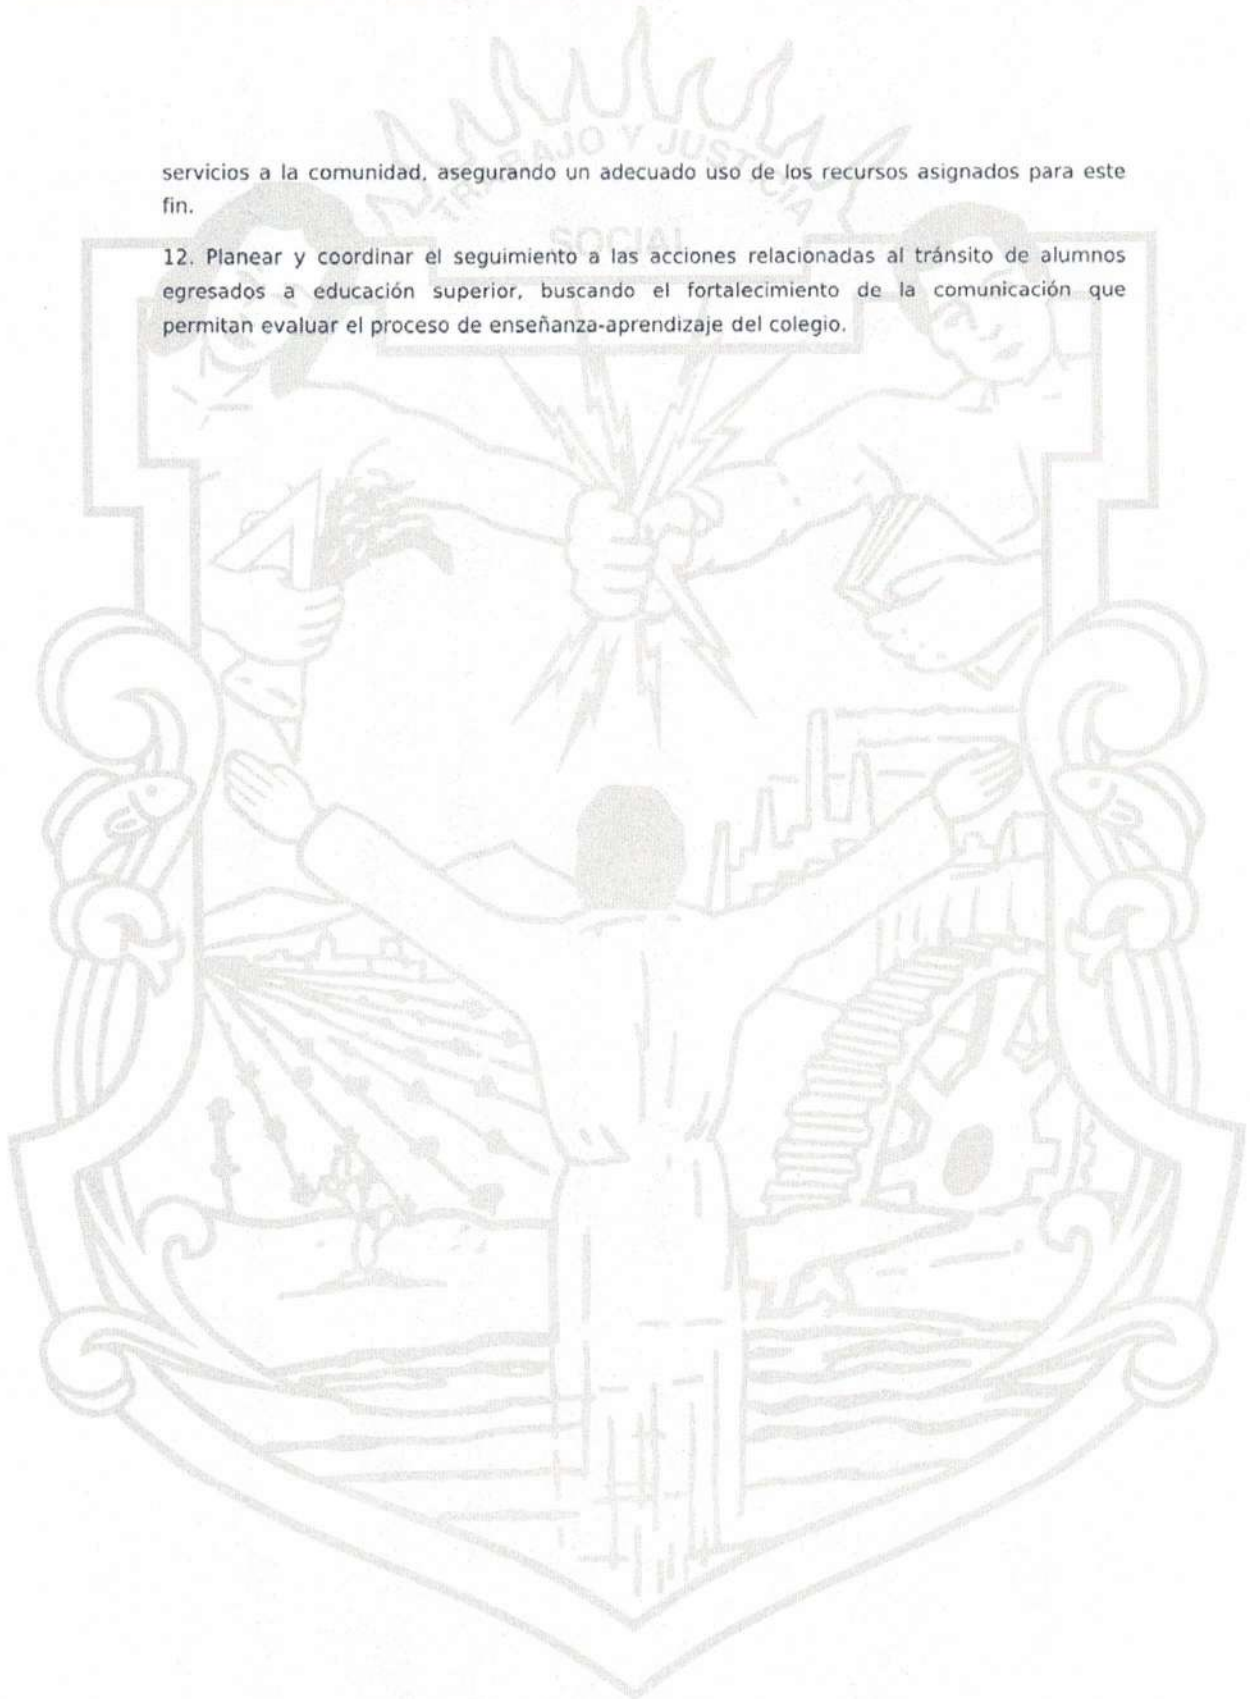 TRABAJO Y JUSTICIA
SOCIAL
servicios a la comunidad, asegurando un adecuado uso de los recursos asignados para este
fin.
12. Planear y coordinar el seguimiento a las acciones relacionadas al tránsito de alumnos
egresados a educación superior, buscando el fortalecimiento de la comunicación que
permitan evaluar el proceso de enseñanza-aprendizaje del colegio.